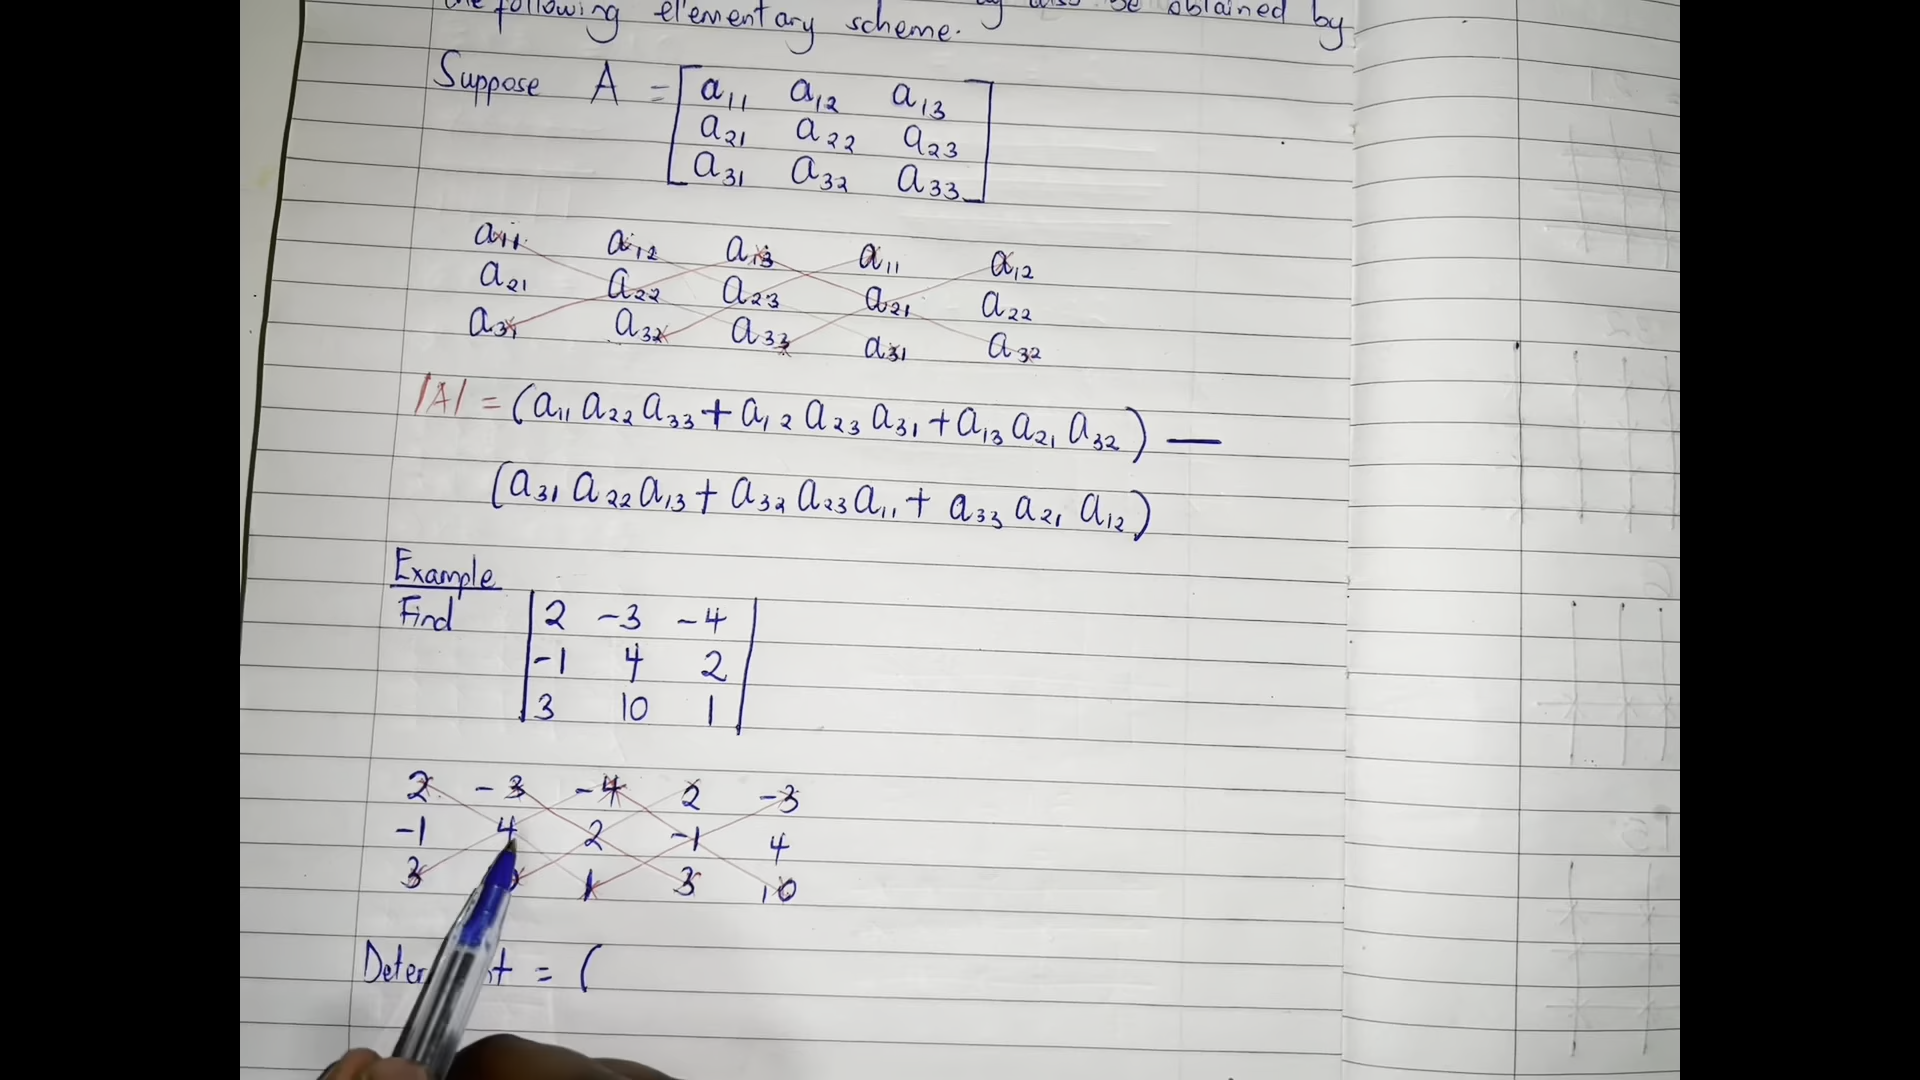 the following elementary scheme. be obtained by
Suppose A = [a₁₁ a₁₂ a₁₃
a₂₁ a₂₂ a₂₃
a₃₁ a₃₂ a₃₃]
a₁₁ a₁₂ a₁₃ a₁₁ a₁₂
a₂₁ a₂₂ a₂₃ a₂₁ a₂₂
a₃₁ a₃₂ a₃₃ a₃₁ a₃₂
|A| = (a₁₁ a₂₂ a₃₃ + a₁₂ a₂₃ a₃₁ + a₁₃ a₂₁ a₃₂) —
(a₃₁ a₂₂ a₁₃ + a₃₂ a₂₃ a₁₁ + a₃₃ a₂₁ a₁₂)
Example
Find |2 -3 -4|
|-1 4 2|
|3 10 1|
2 -3 -4 2 -3
-1 4 2 -1 4
3 1 3 10
= (